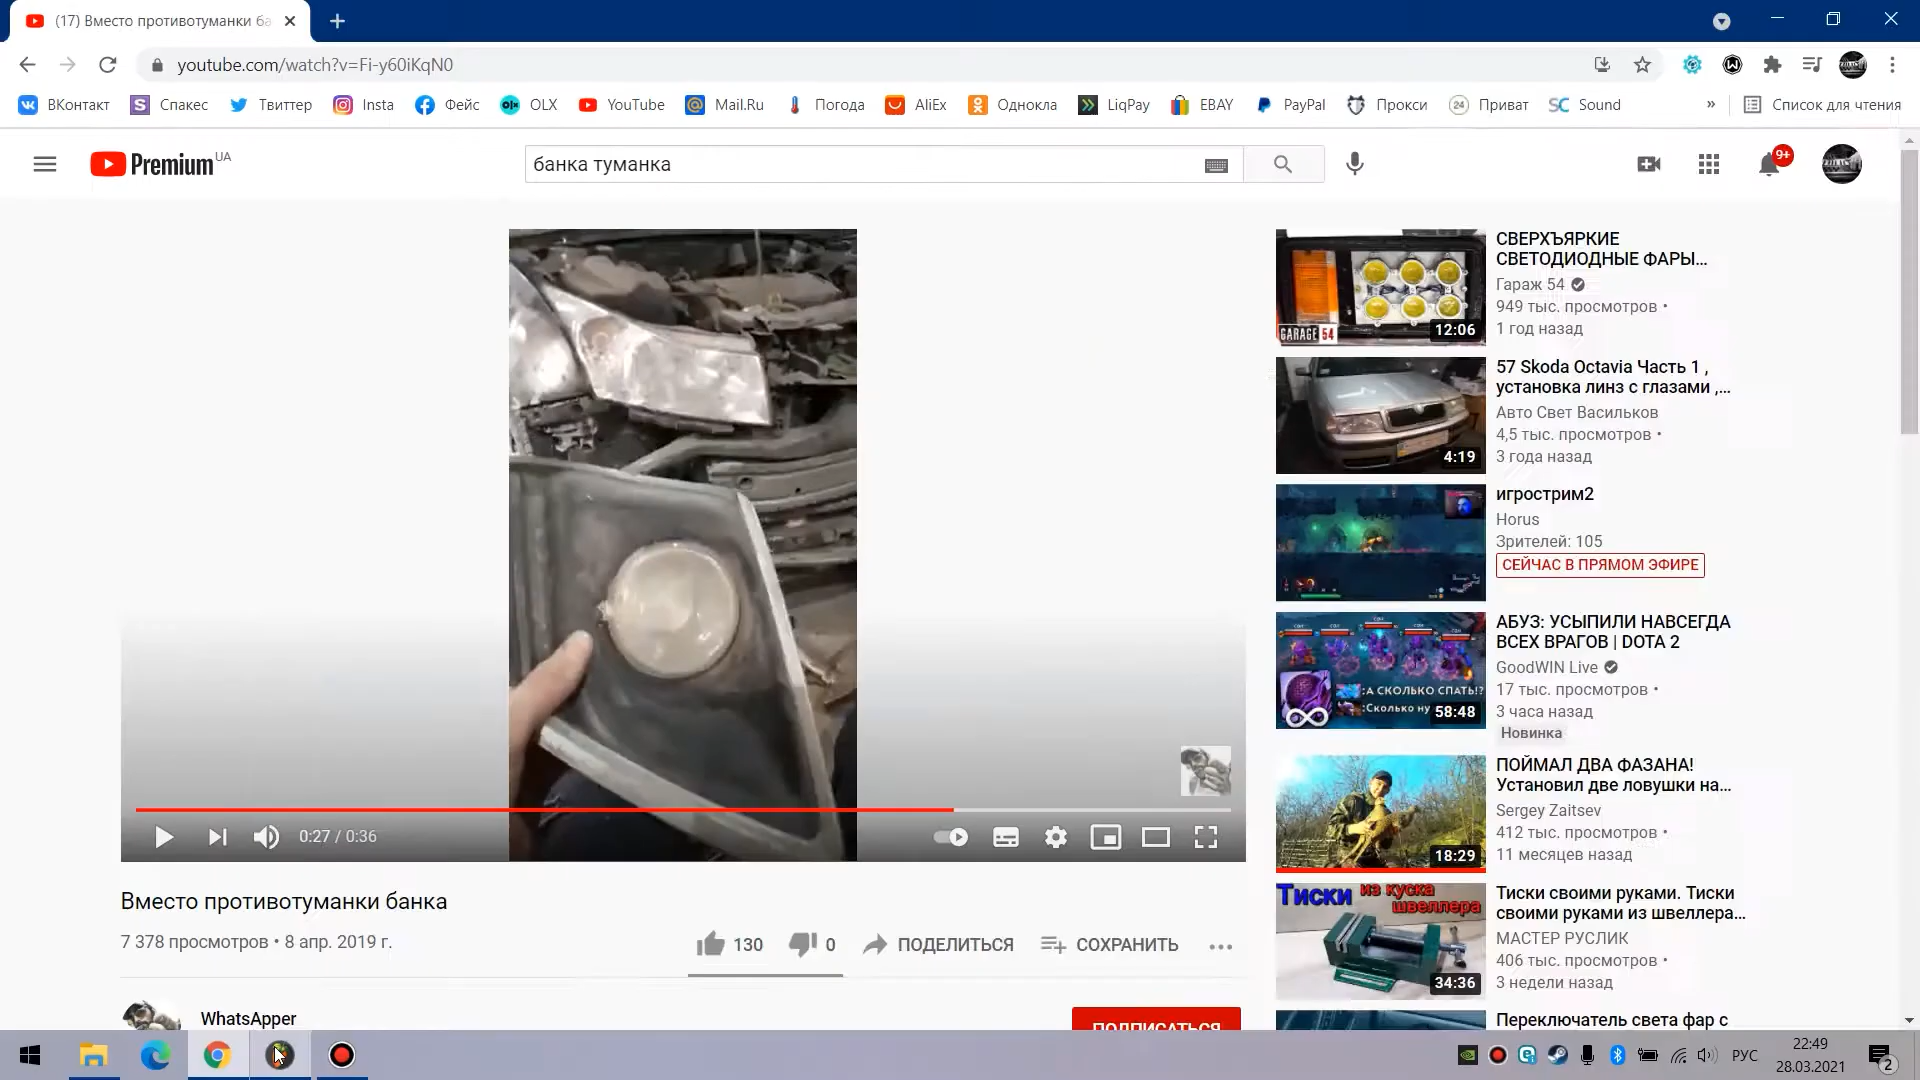 (17) Вместо противотуманки ба
youtube.com/watch?v=Fi-y60iKqN0
ВКонтакт
Спакес
Твиттер
Insta
Фейс
OLX
YouTube
Mail.Ru
Погода
AliEx
Однокла
LiqPay
EBAY
PayPal
Прокси
24
Приват
SC
Sound
»
Список для чтения
Premium UA
банка туманка
9+
GARAGE 54
12:06
СВЕРХЪЯРКИЕ
СВЕТОДИОДНЫЕ ФАРЫ...
Гараж 54
949 тыс. просмотров •
1 год назад
4:19
57 Skoda Octavia Часть 1 ,
установка линз с глазами ,...
Авто Свет Васильков
4,5 тыс. просмотров •
3 года назад
игрострим2
Horus
Зрителей: 105
СЕЙЧАС В ПРЯМОМ ЭФИРЕ
:А СКОЛЬКО СПАТЬ!?
:Сколько ну
58:48
АБУЗ: УСЫПИЛИ НАВСЕГДА
ВСЕХ ВРАГОВ | DOTA 2
GoodWIN Live
17 тыс. просмотров •
3 часа назад
Новинка
18:29
ПОЙМАЛ ДВА ФАЗАНА!
Установил две ловушки на...
Sergey Zaitsev
412 тыс. просмотров •
11 месяцев назад
Тиски из куска
швеллера
34:36
Тиски своими руками. Тиски
своими руками из швеллера...
МАСТЕР РУСЛИК
406 тыс. просмотров •
3 недели назад
Переключатель света фар с
0:27 / 0:36
Вместо противотуманки банка
7 378 просмотров • 8 апр. 2019 г.
130
0
ПОДЕЛИТЬСЯ
СОХРАНИТЬ
WhatsApper
ПОДПИСАТЬСЯ
РУС
22:49
28.03.2021
2